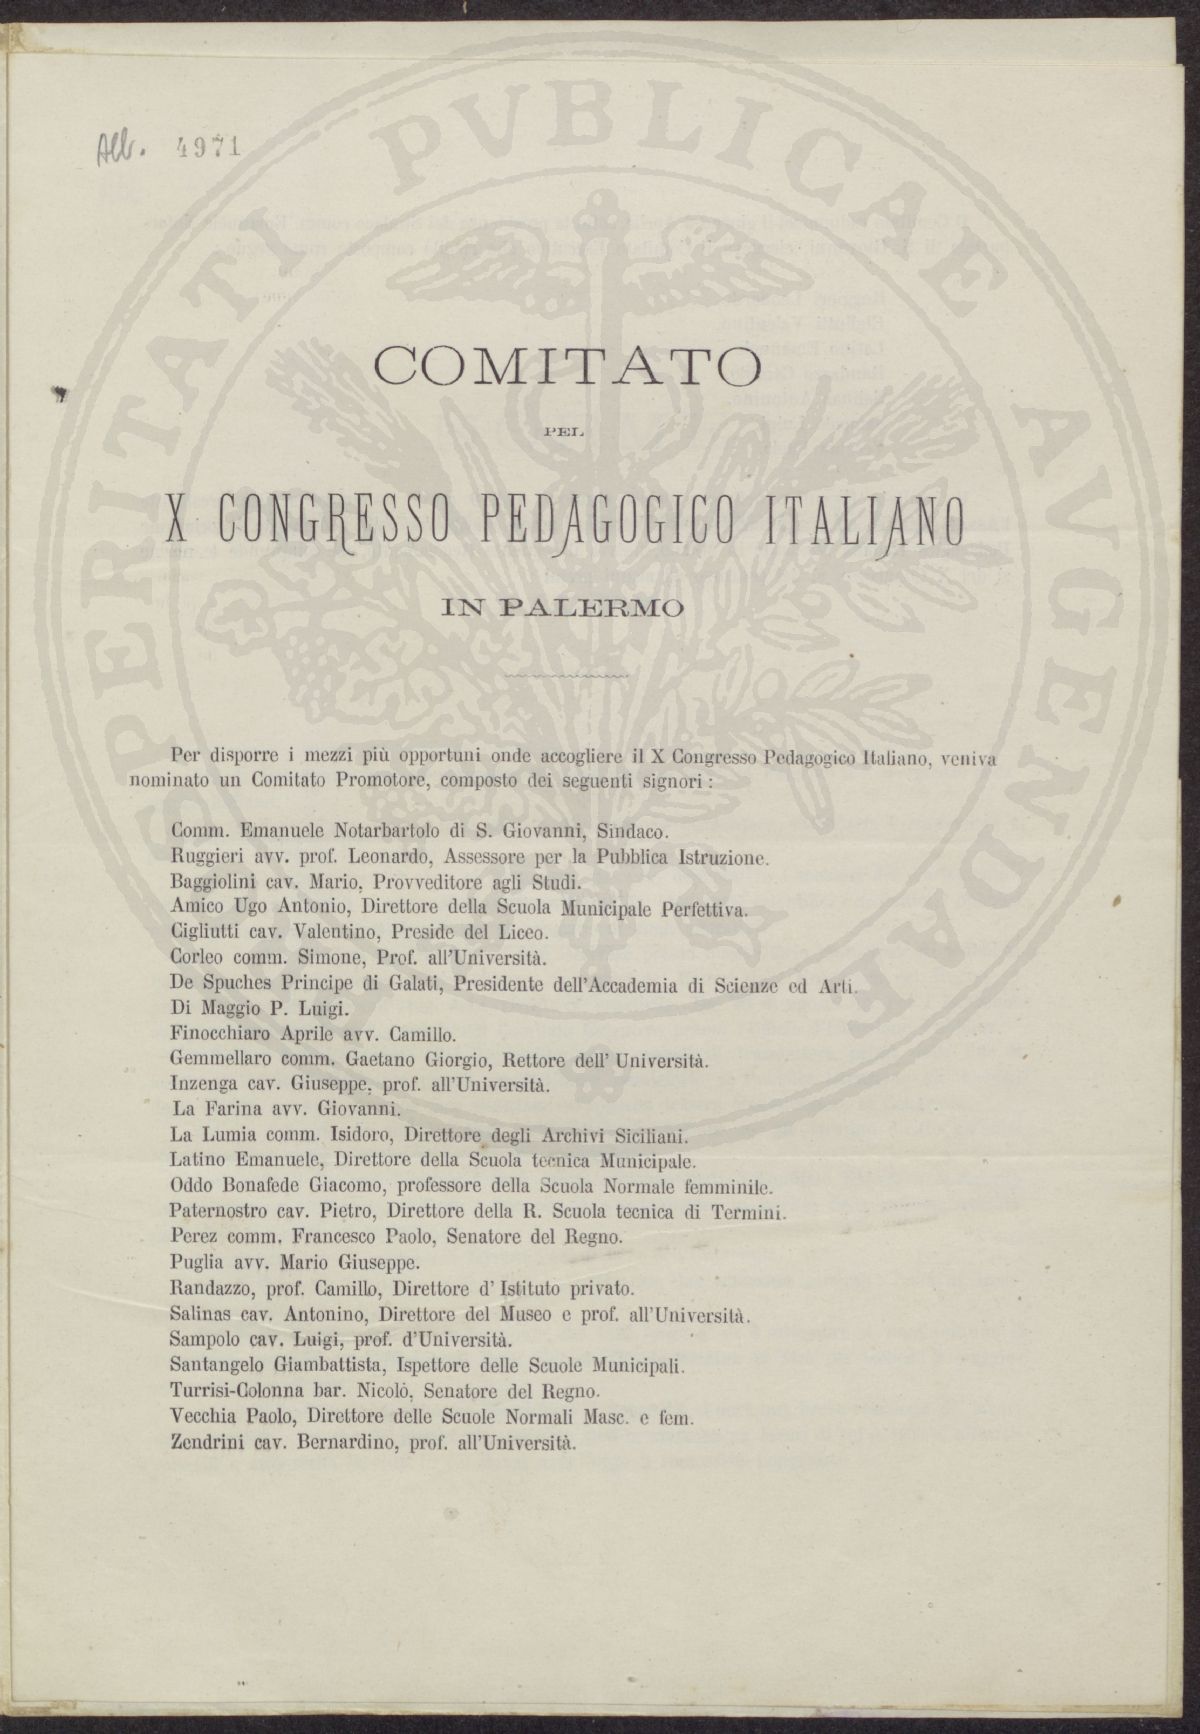 Alb. 4971
PROSPERITATI PVBLICAE AVGENDAE
COMITATO
PEL
X CONGRESSO PEDAGOGICO ITALIANO
IN PALERMO
Per disporre i mezzi più opportuni onde accogliere il X Congresso Pedagogico Italiano, veniva
nominato un Comitato Promotore, composto dei seguenti signori :
Comm. Emanuele Notarbartolo di S. Giovanni, Sindaco.
Ruggieri avv. prof. Leonardo, Assessore per la Pubblica Istruzione.
Baggiolini cav. Mario, Provveditore agli Studi.
Amico Ugo Antonio, Direttore della Scuola Municipale Perfettiva.
Cigliutti cav. Valentino, Preside del Liceo.
Corleo comm. Simone, Prof. all'Università.
De Spuches Principe di Galati, Presidente dell'Accademia di Scienze ed Arti.
Di Maggio P. Luigi.
Finocchiaro Aprile avv. Camillo.
Gemmellaro comm. Gaetano Giorgio, Rettore dell' Università.
Inzenga cav. Giuseppe, prof. all'Università.
La Farina avv. Giovanni.
La Lumia comm. Isidoro, Direttore degli Archivi Siciliani.
Latino Emanuele, Direttore della Scuola tecnica Municipale.
Oddo Bonafede Giacomo, professore della Scuola Normale femminile.
Paternostro cav. Pietro, Direttore della R. Scuola tecnica di Termini.
Perez comm. Francesco Paolo, Senatore del Regno.
Puglia avv. Mario Giuseppe.
Randazzo, prof. Camillo, Direttore d' Istituto privato.
Salinas cav. Antonino, Direttore del Museo e prof. all'Università.
Sampolo cav. Luigi, prof. d'Università.
Santangelo Giambattista, Ispettore delle Scuole Municipali.
Turrisi-Colonna bar. Nicolò, Senatore del Regno.
Vecchia Paolo, Direttore delle Scuole Normali Masc. e fem.
Zendrini cav. Bernardino, prof. all'Università.